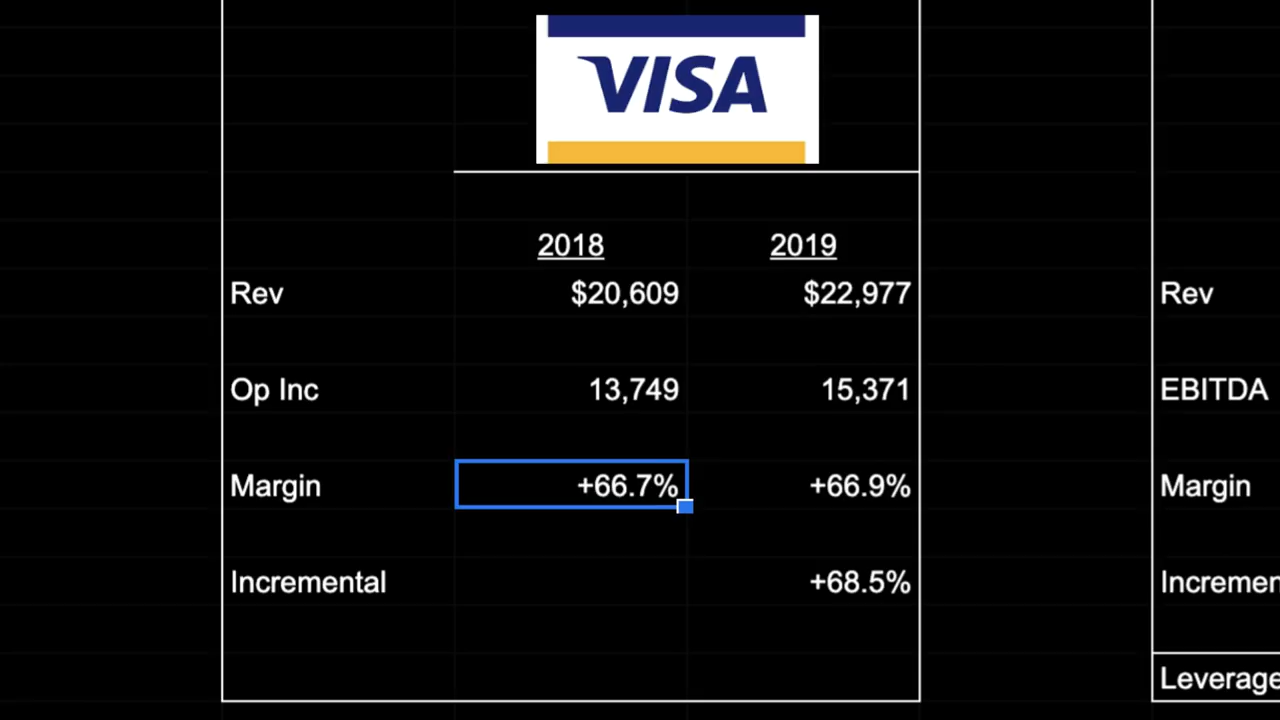 VISA
2018 2019
Rev $20,609 $22,977 Rev
Op Inc 13,749 15,371 EBITDA
Margin +66.7% +66.9% Margin
Incremental +68.5% Incremen
Leverage